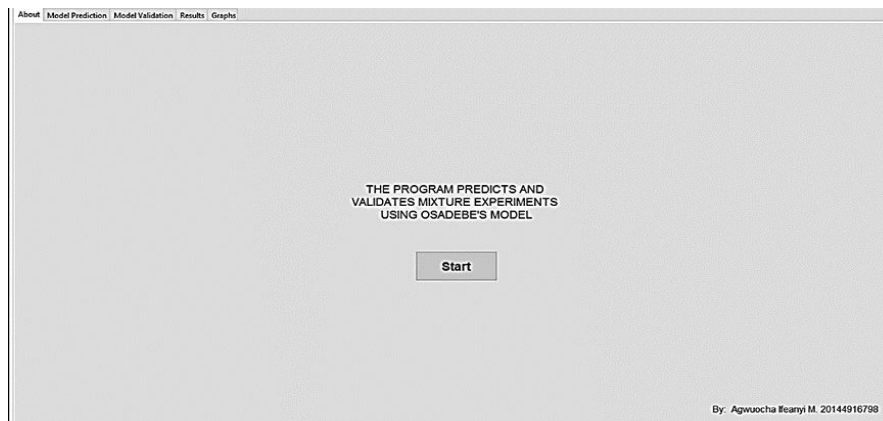 About Model Prediction Model Validation Results Graphs
THE PROGRAM PREDICTS AND
VALIDATES MIXTURE EXPERIMENTS
USING OSADEBE'S MODEL
Start
By: Agwuocha Ifeanyi M. 20144916798